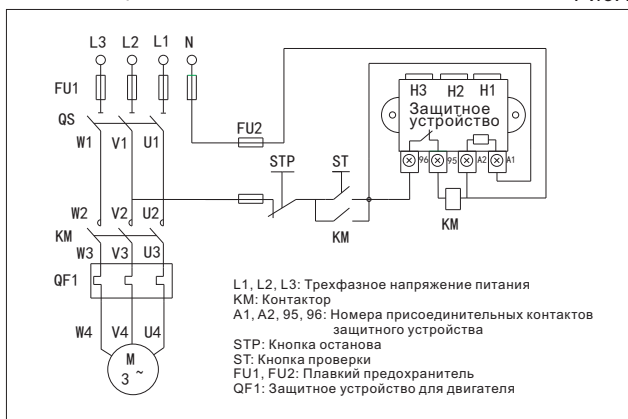 L3 L2 L1 N
FU1
QS
W1 V1 U1
FU2
STP ST
H3 H2 H1
Защитное
устройство
96 95 A2 A1
W2 V2 U2
KM
KM
KM
W3 V3 U3
QF1
W4 V4 U4
M
3 ~
L1, L2, L3: Трехфазное напряжение питания
KM: Контактор
A1, A2, 95, 96: Номера присоединительных контактов
защитного устройства
STP: Кнопка останова
ST: Кнопка проверки
FU1, FU2: Плавкий предохранитель
QF1: Защитное устройство для двигателя